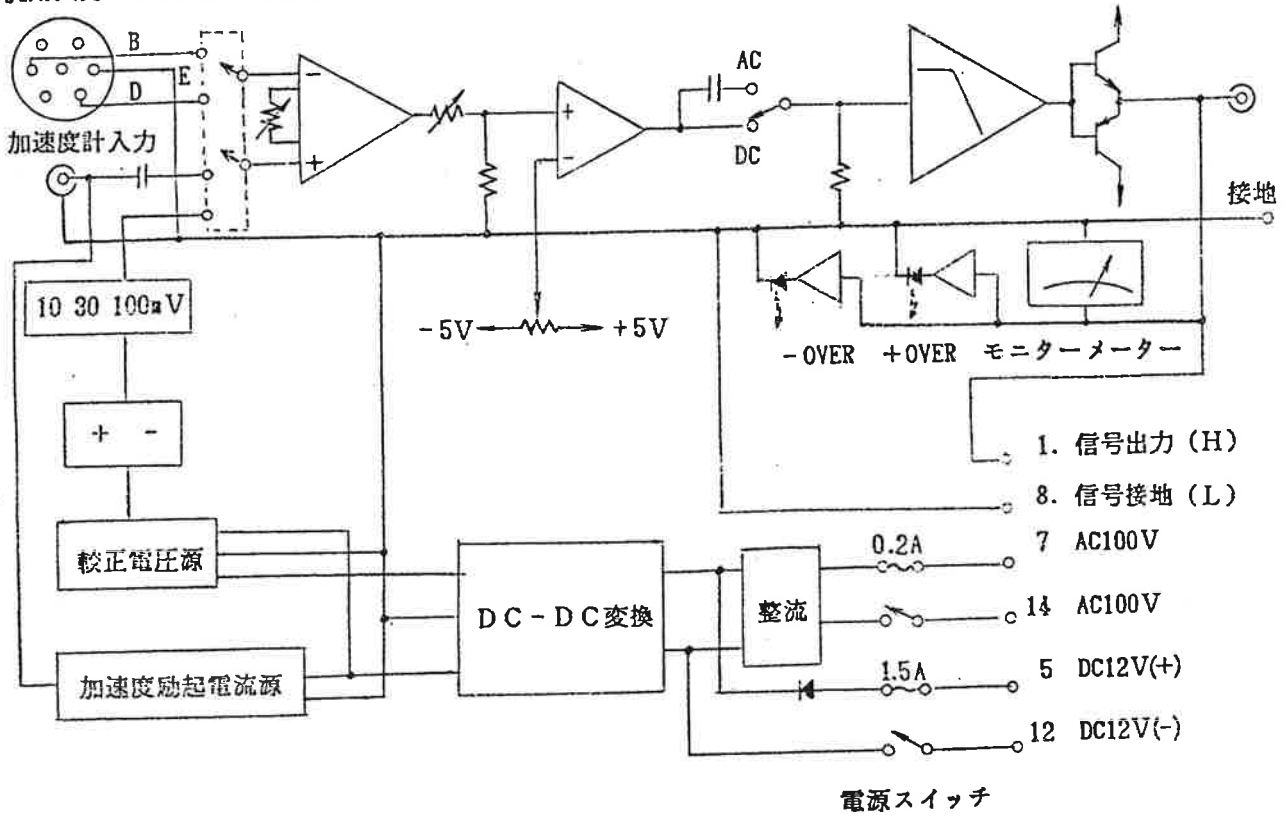 B
E
D
加速度計入力
AC
DC
接地
10 30 100mV
-5V
+5V
-OVER
+OVER
モニターメーター
+ -
1. 信号出力 (H)
8. 信号接地 (L)
較正電圧源
DC-DC変換
整流
0.2A
7 AC100V
14 AC100V
加速度励起電流源
1.5A
5 DC12V(+)
12 DC12V(-)
電源スイッチ